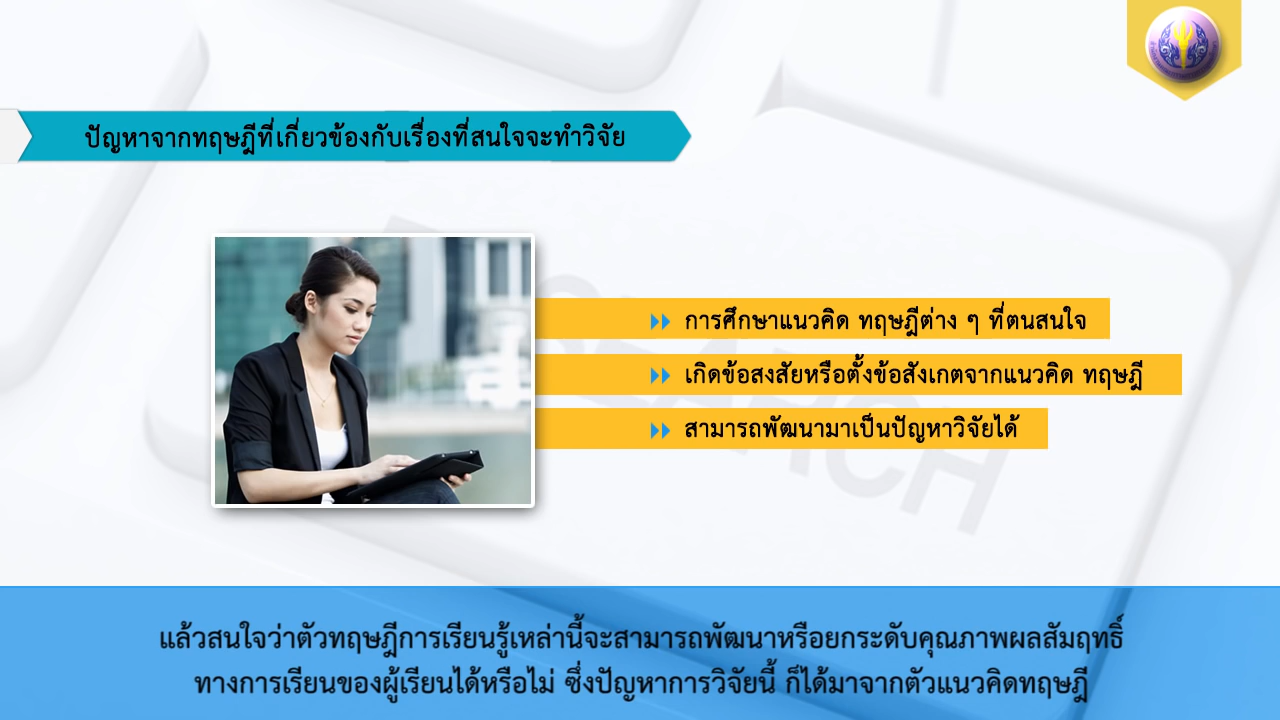 ปัญหาจากทฤษฎีที่เกี่ยวข้องกับเรื่องที่สนใจจะทำวิจัย
การศึกษาแนวคิด ทฤษฎีต่าง ๆ ที่ตนสนใจ
เกิดข้อสงสัยหรือตั้งข้อสังเกตจากแนวคิด ทฤษฎี
สามารถพัฒนามาเป็นปัญหาวิจัยได้
แล้วสนใจว่าตัวทฤษฎีการเรียนรู้เหล่านี้จะสามารถพัฒนาหรือยกระดับคุณภาพผลสัมฤทธิ์
ทางการเรียนของผู้เรียนได้หรือไม่ ซึ่งปัญหาการวิจัยนี้ ก็ได้มาจากตัวแนวคิดทฤษฎี